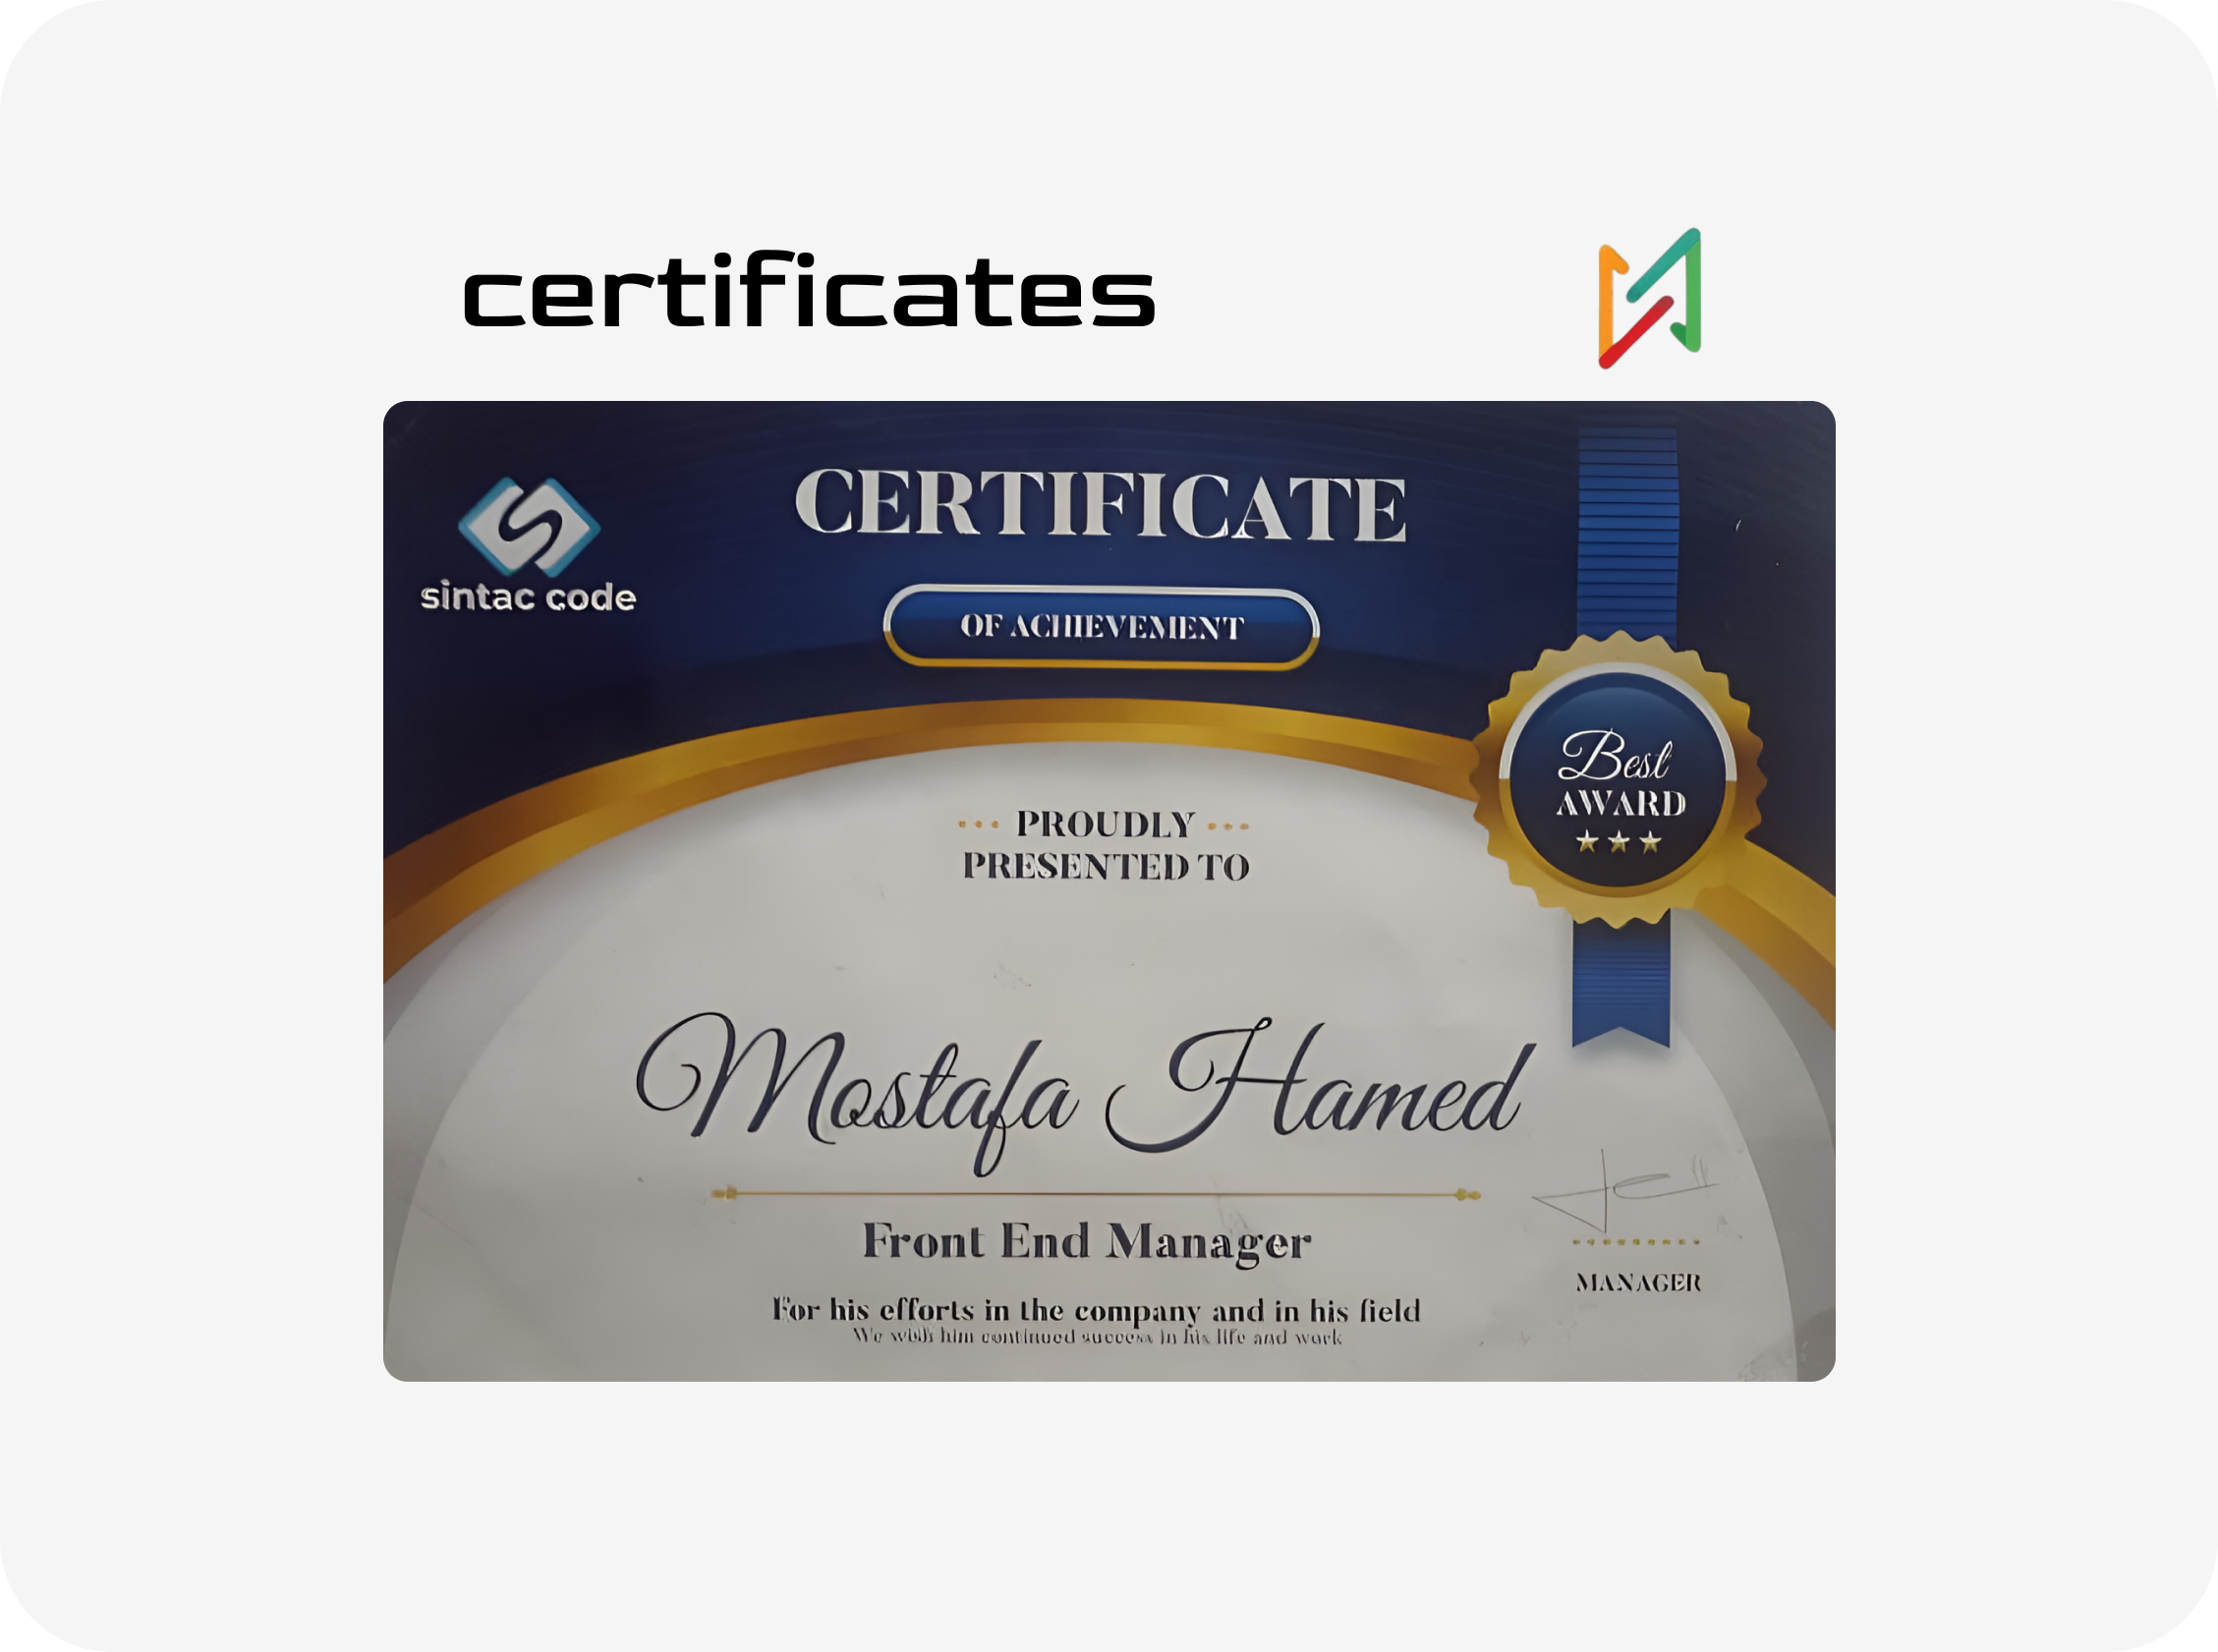 certificates
sintac code
CERTIFICATE
OF ACHIEVEMENT
Best
AWARD
PROUDLY
PRESENTED TO
Mostafa Hamed
Front End Manager
MANAGER
For his efforts in the company and in his field
We wish him continued success in his life and work